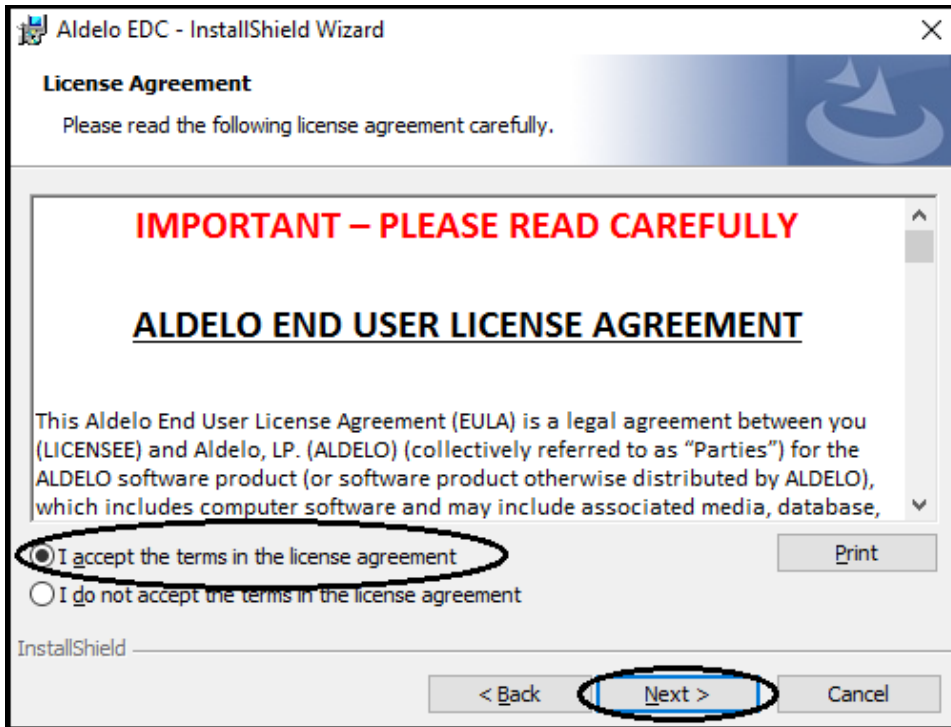 Aldelo EDC - InstallShield Wizard
License Agreement
Please read the following license agreement carefully.
IMPORTANT – PLEASE READ CAREFULLY
ALDELO END USER LICENSE AGREEMENT
This Aldelo End User License Agreement (EULA) is a legal agreement between you
(LICENSEE) and Aldelo, LP. (ALDELO) (collectively referred to as “Parties”) for the
ALDELO software product (or software product otherwise distributed by ALDELO),
which includes computer software and may include associated media, database,
I accept the terms in the license agreement
Print
I do not accept the terms in the license agreement
InstallShield
< Back Next > Cancel